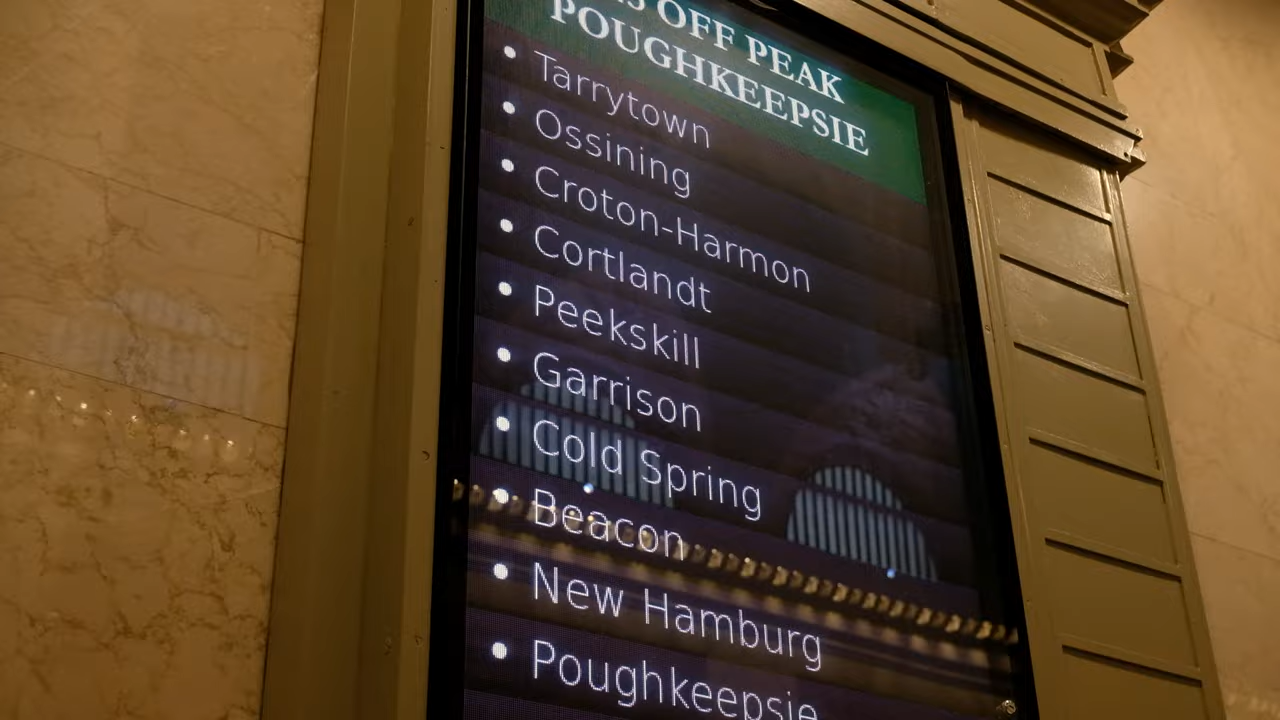 OFF PEAK
POUGHKEEPSIE
• Tarrytown
• Ossining
• Croton-Harmon
• Cortlandt
• Peekskill
• Garrison
• Cold Spring
• Beacon
• New Hamburg
• Poughkeepsie